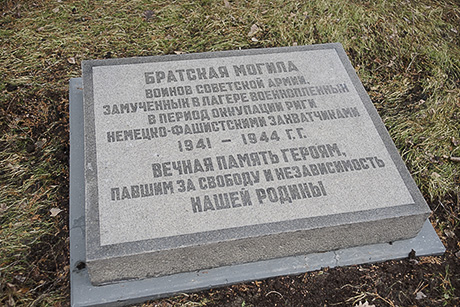 БРАТСКАЯ МОГИЛА
ВОИНОВ СОВЕТСКОЙ АРМИИ,
ЗАМУЧЕННЫХ В ЛАГЕРЕ ВОЕННОПЛЕННЫХ
В ПЕРИОД ОККУПАЦИИ РИГИ
НЕМЕЦКО-ФАШИСТСКИМИ ЗАХВАТЧИКАМИ
1941 - 1944 Г.Г.
ВЕЧНАЯ ПАМЯТЬ ГЕРОЯМ,
ПАВШИМ ЗА СВОБОДУ И НЕЗАВИСИМОСТЬ
НАШЕЙ РОДИНЫ